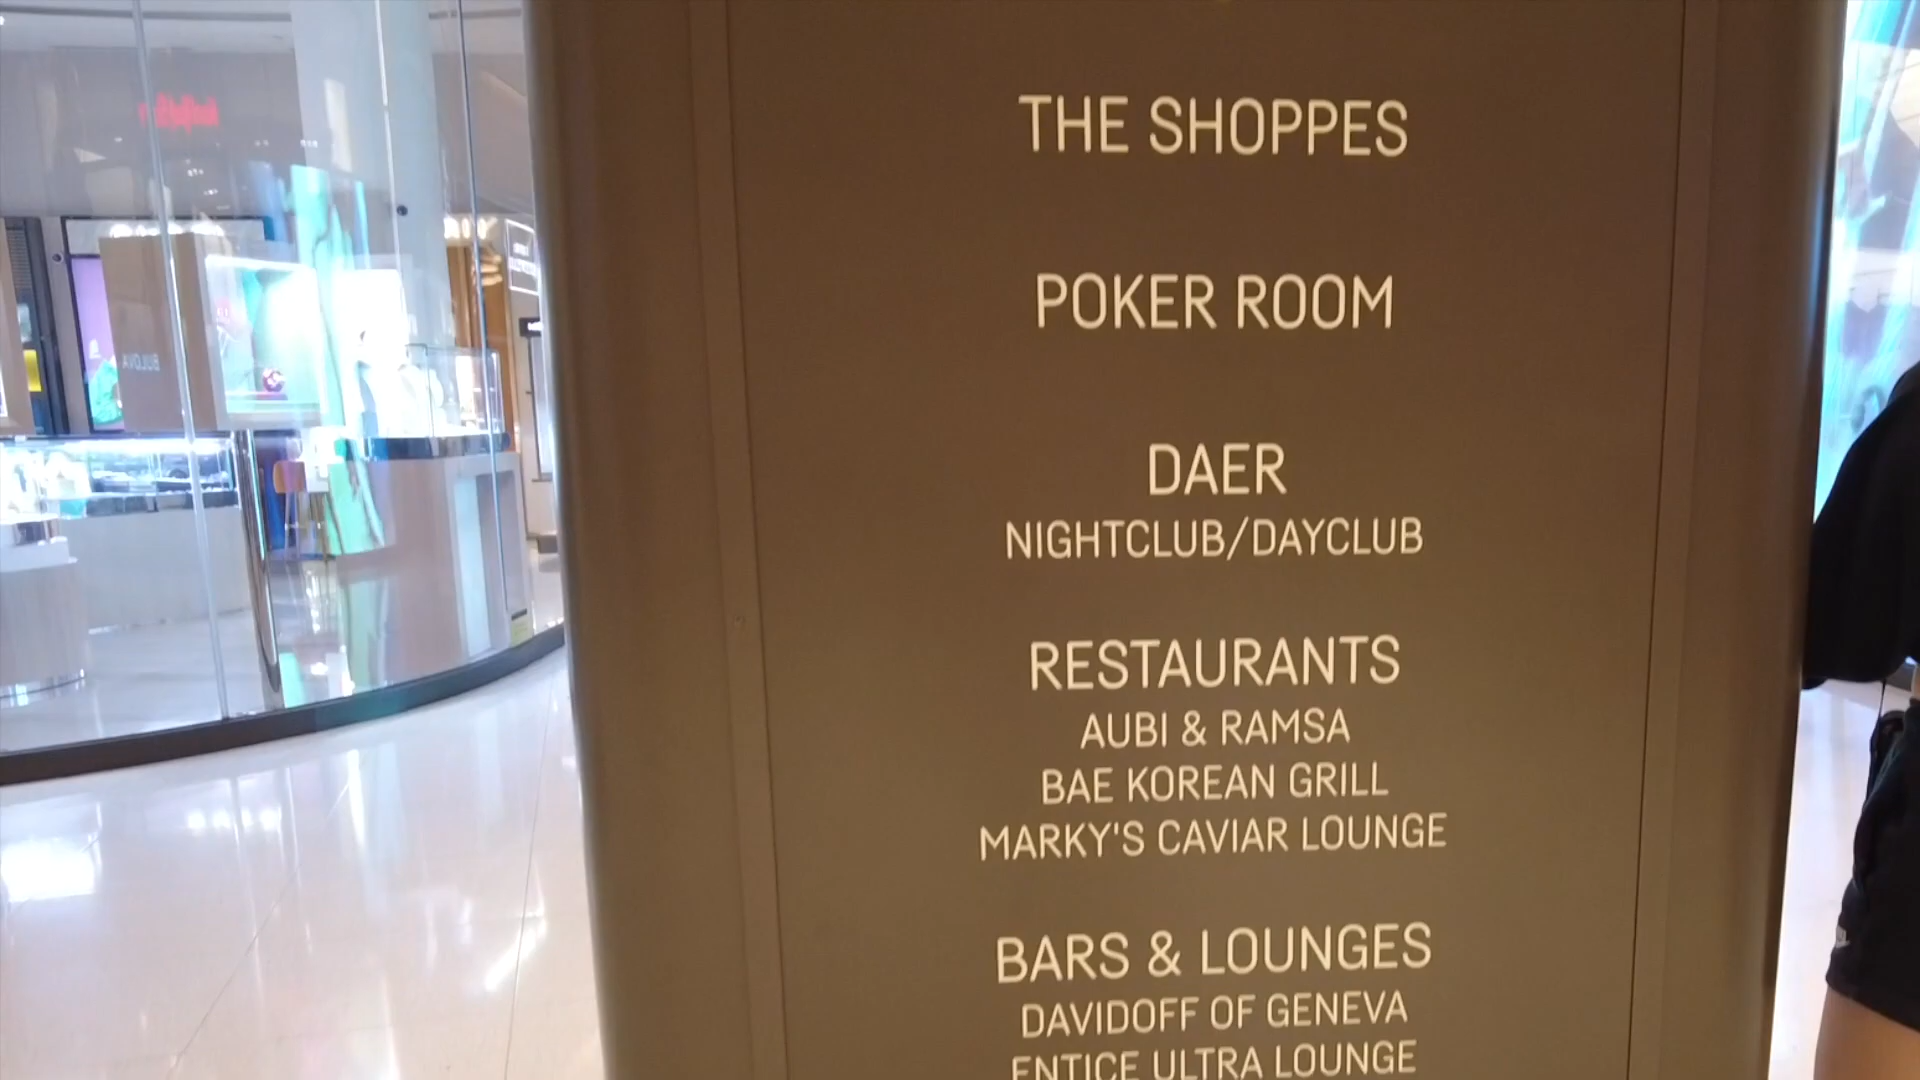 THE SHOPPES
POKER ROOM
DAER
NIGHTCLUB/DAYCLUB
RESTAURANTS
AUBI & RAMSA
BAE KOREAN GRILL
MARKY'S CAVIAR LOUNGE
BARS & LOUNGES
DAVIDOFF OF GENEVA
ENTICE ULTRA LOUNGE
BULOVA